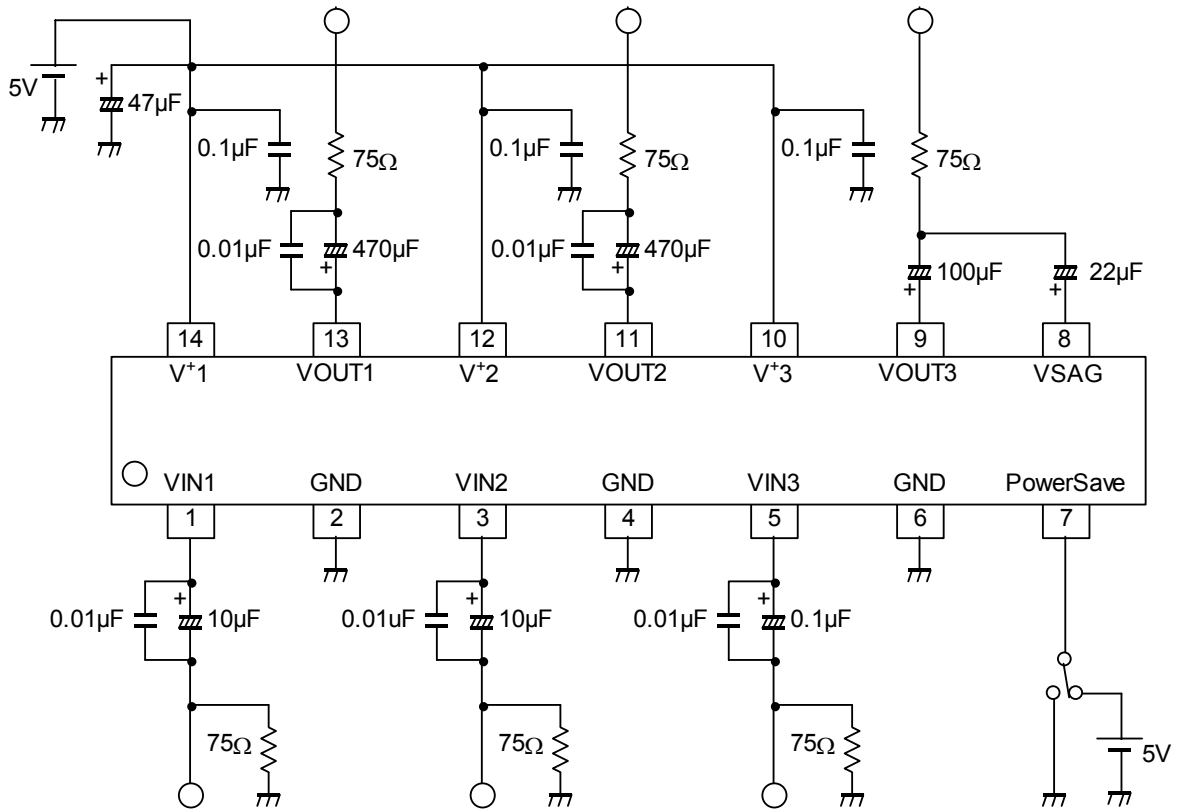 5V
+
47µF
0.1µF
75Ω
0.1µF
75Ω
0.1µF
75Ω
0.01µF
+
470µF
0.01µF
+
470µF
+
100µF
+
22µF
14
13
12
11
10
9
8
V+1
VOUT1
V+2
VOUT2
V+3
VOUT3
VSAG
VIN1
GND
VIN2
GND
VIN3
GND
PowerSave
1
2
3
4
5
6
7
0.01µF
+
10µF
0.01uF
+
10µF
0.01µF
+
0.1µF
75Ω
75Ω
75Ω
5V